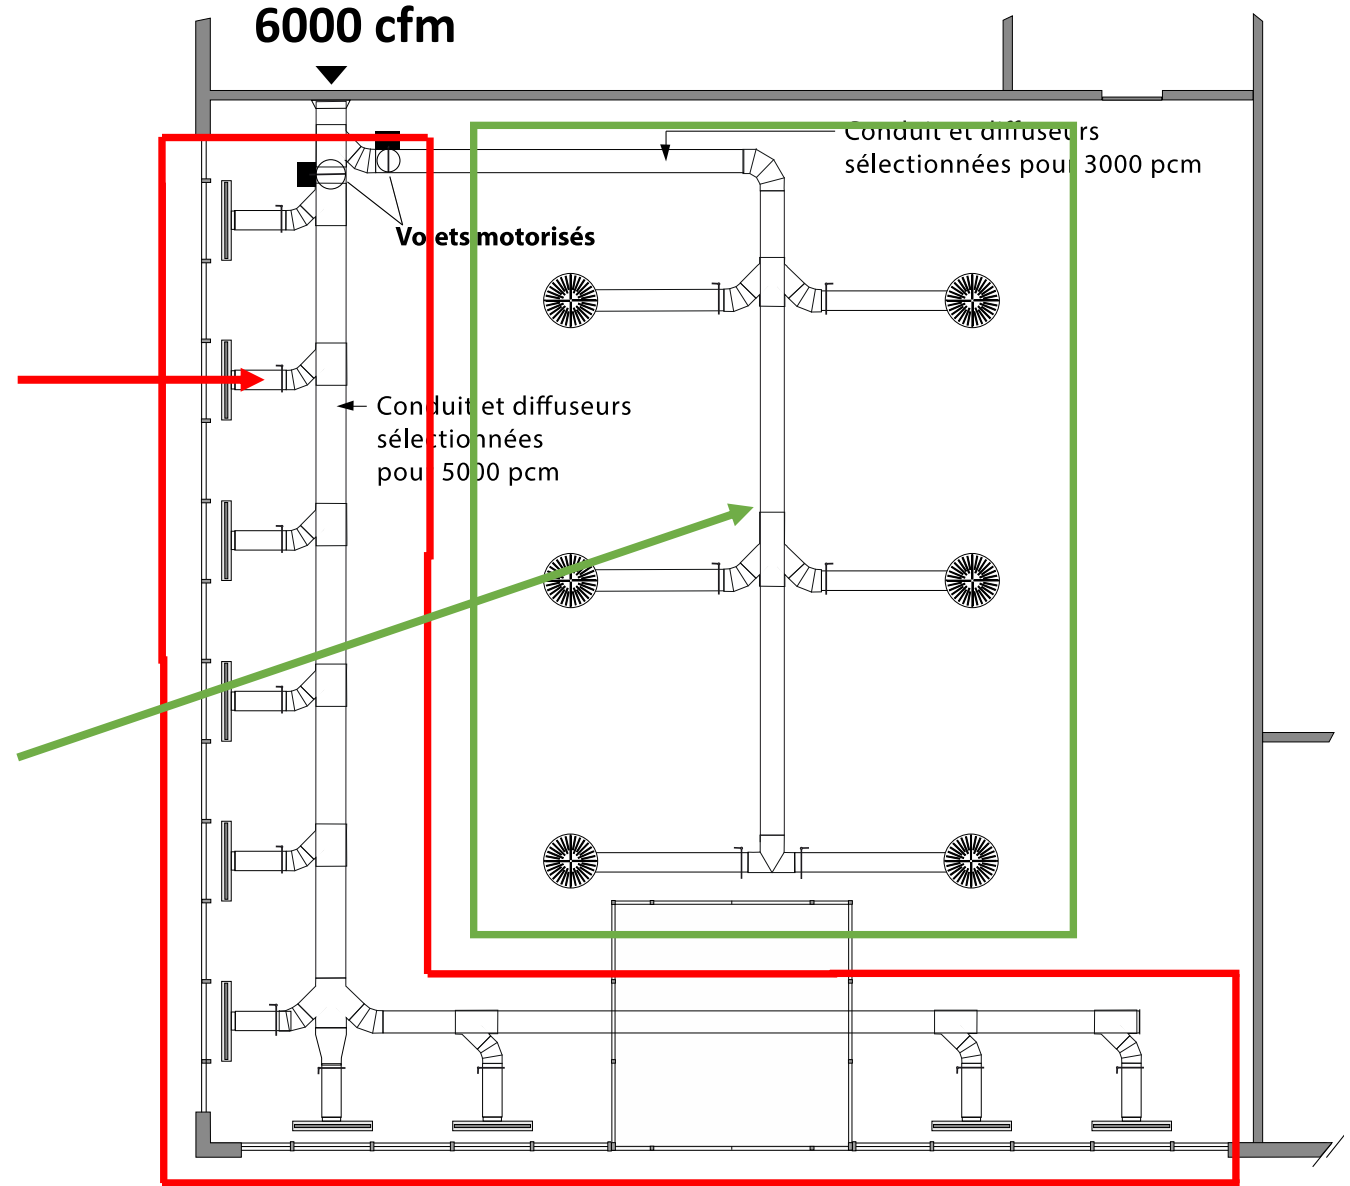 6000 cfm
Conduit et diffuseurs
sélectionnées pour 3000 pcm
Volets motorisés
Conduit et diffuseurs
sélectionnées
pour 5000 pcm